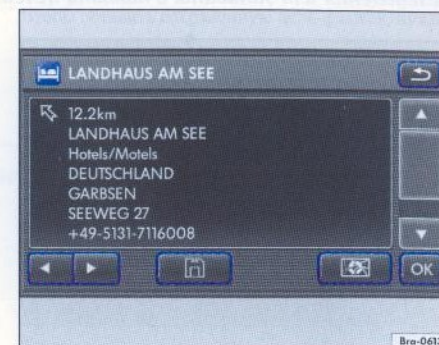 LANDHAUS AM SEE
12.2km
LANDHAUS AM SEE
Hotels/Motels
DEUTSCHLAND
GARBSEN
SEEWEG 27
+49-5131-7116008
OK